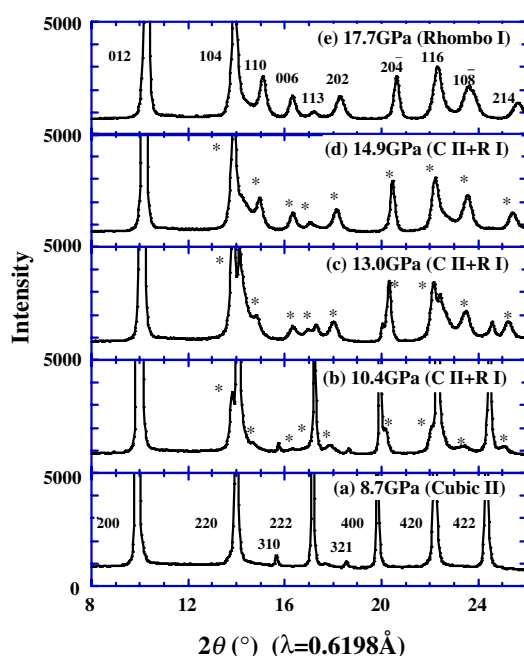 5000
(e) 17.7GPa (Rhombo I)
012
104
110
006
113
202
204̄
116
108̄
214
5000
(d) 14.9GPa (C II+R I)
* * * * * * * * *
5000
(c) 13.0GPa (C II+R I)
* * * * * * * * *
5000
(b) 10.4GPa (C II+R I)
* * * * * * * * *
5000
(a) 8.7GPa (Cubic II)
200
220
222
400
420
422
310
321
0
8
12
16
20
24
Intensity
2θ (°) (λ=0.6198Å)